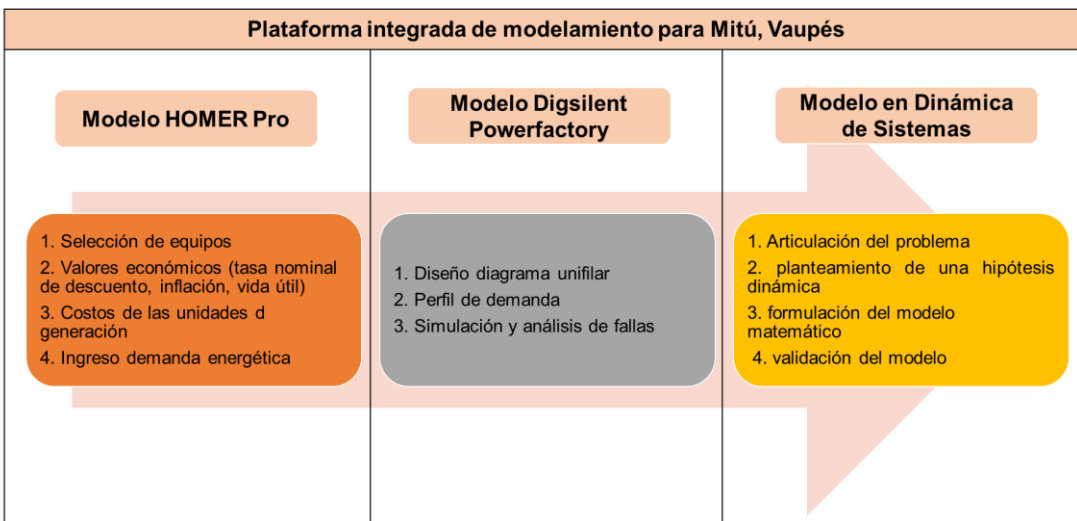 Plataforma integrada de modelamiento para Mitú, Vaupés
Modelo HOMER Pro
1. Selección de equipos
2. Valores económicos (tasa nominal
de descuento, inflación, vida útil)
3. Costos de las unidades d
generación
4. Ingreso demanda energética
Modelo Digsilent
Powerfactory
1. Diseño diagrama unifilar
2. Perfil de demanda
3. Simulación y análisis de fallas
Modelo en Dinámica
de Sistemas
1. Articulación del problema
2. planteamiento de una hipótesis
dinámica
3. formulación del modelo
matemático
4. validación del modelo